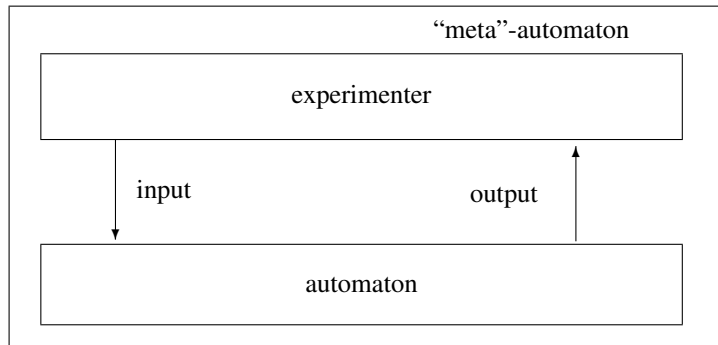 “meta”-automaton
experimenter
input
output
automaton